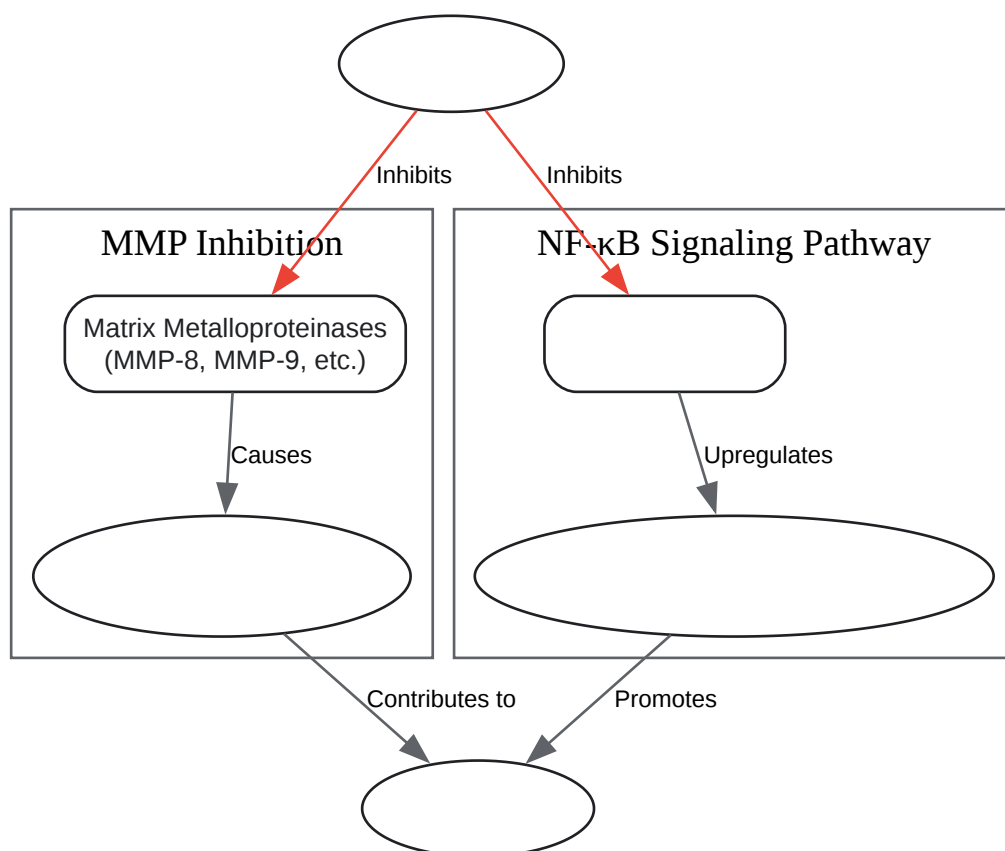 Inhibits
Inhibits
MMP Inhibition
NF-κB Signaling Pathway
Matrix Metalloproteinases
(MMP-8, MMP-9, etc.)
Causes
Upregulates
Contributes to
Promotes